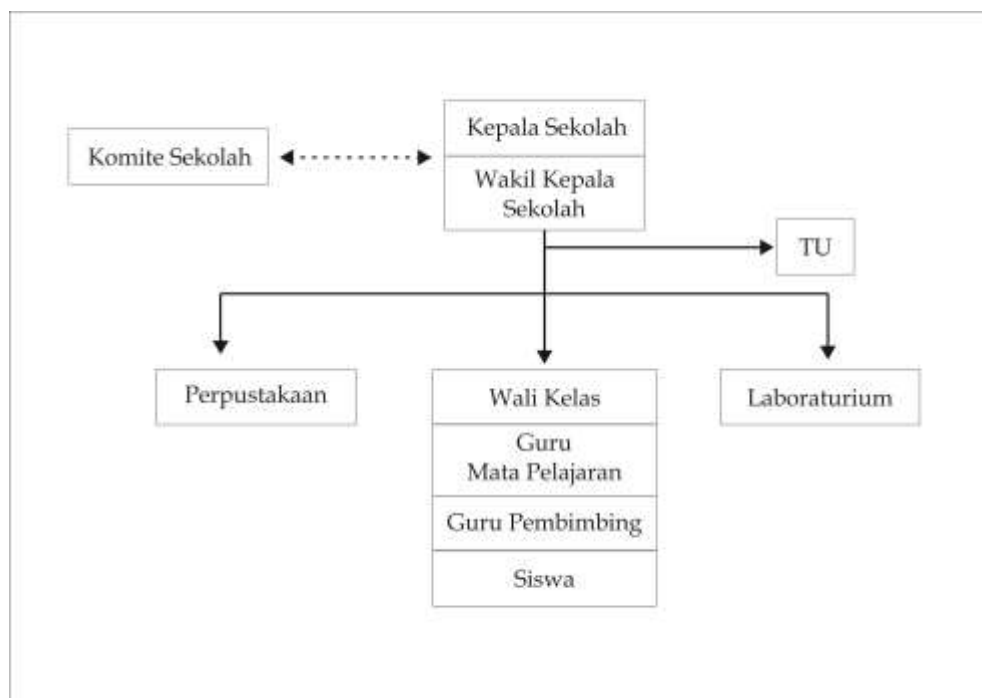 Kepala Sekolah
Komite Sekolah
Wakil Kepala
Sekolah
TU
Perpustakaan
Wali Kelas
Laboraturium
Guru
Mata Pelajaran
Guru Pembimbing
Siswa